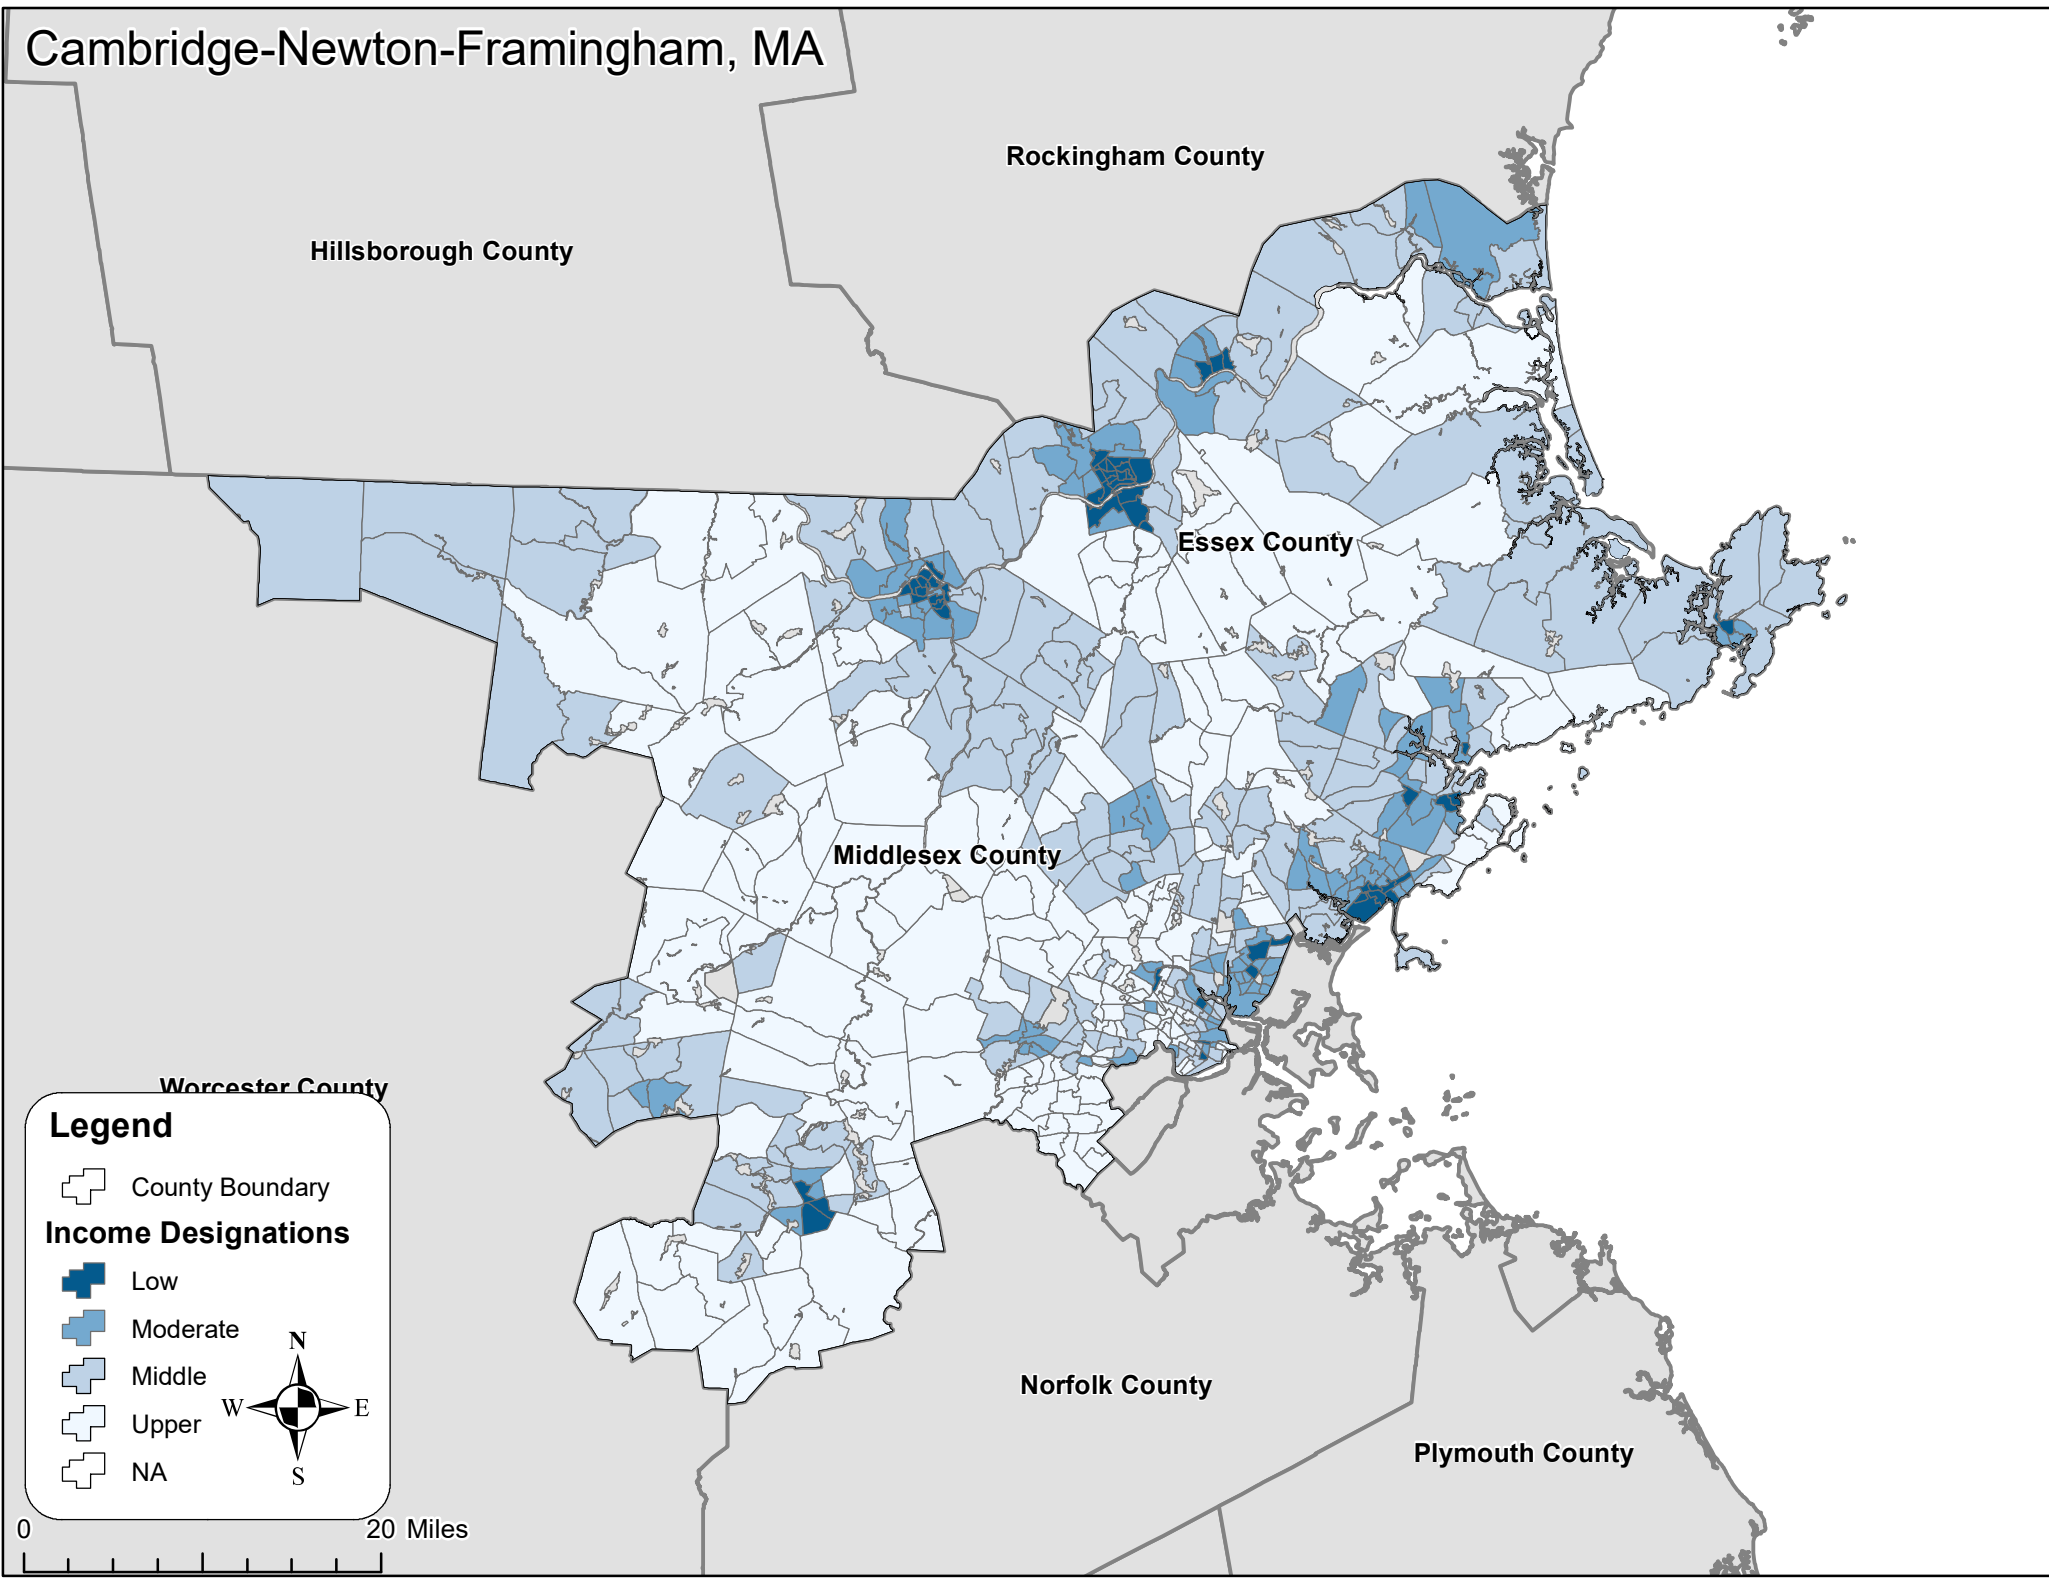 Cambridge-Newton-Framingham, MA
Rockingham County
Hillsborough County
Essex County
Middlesex County
Worcester County
Legend
County Boundary
Income Designations
Low
Moderate
Middle
Upper
NA
N
W E
S
Norfolk County
Plymouth County
0 20 Miles